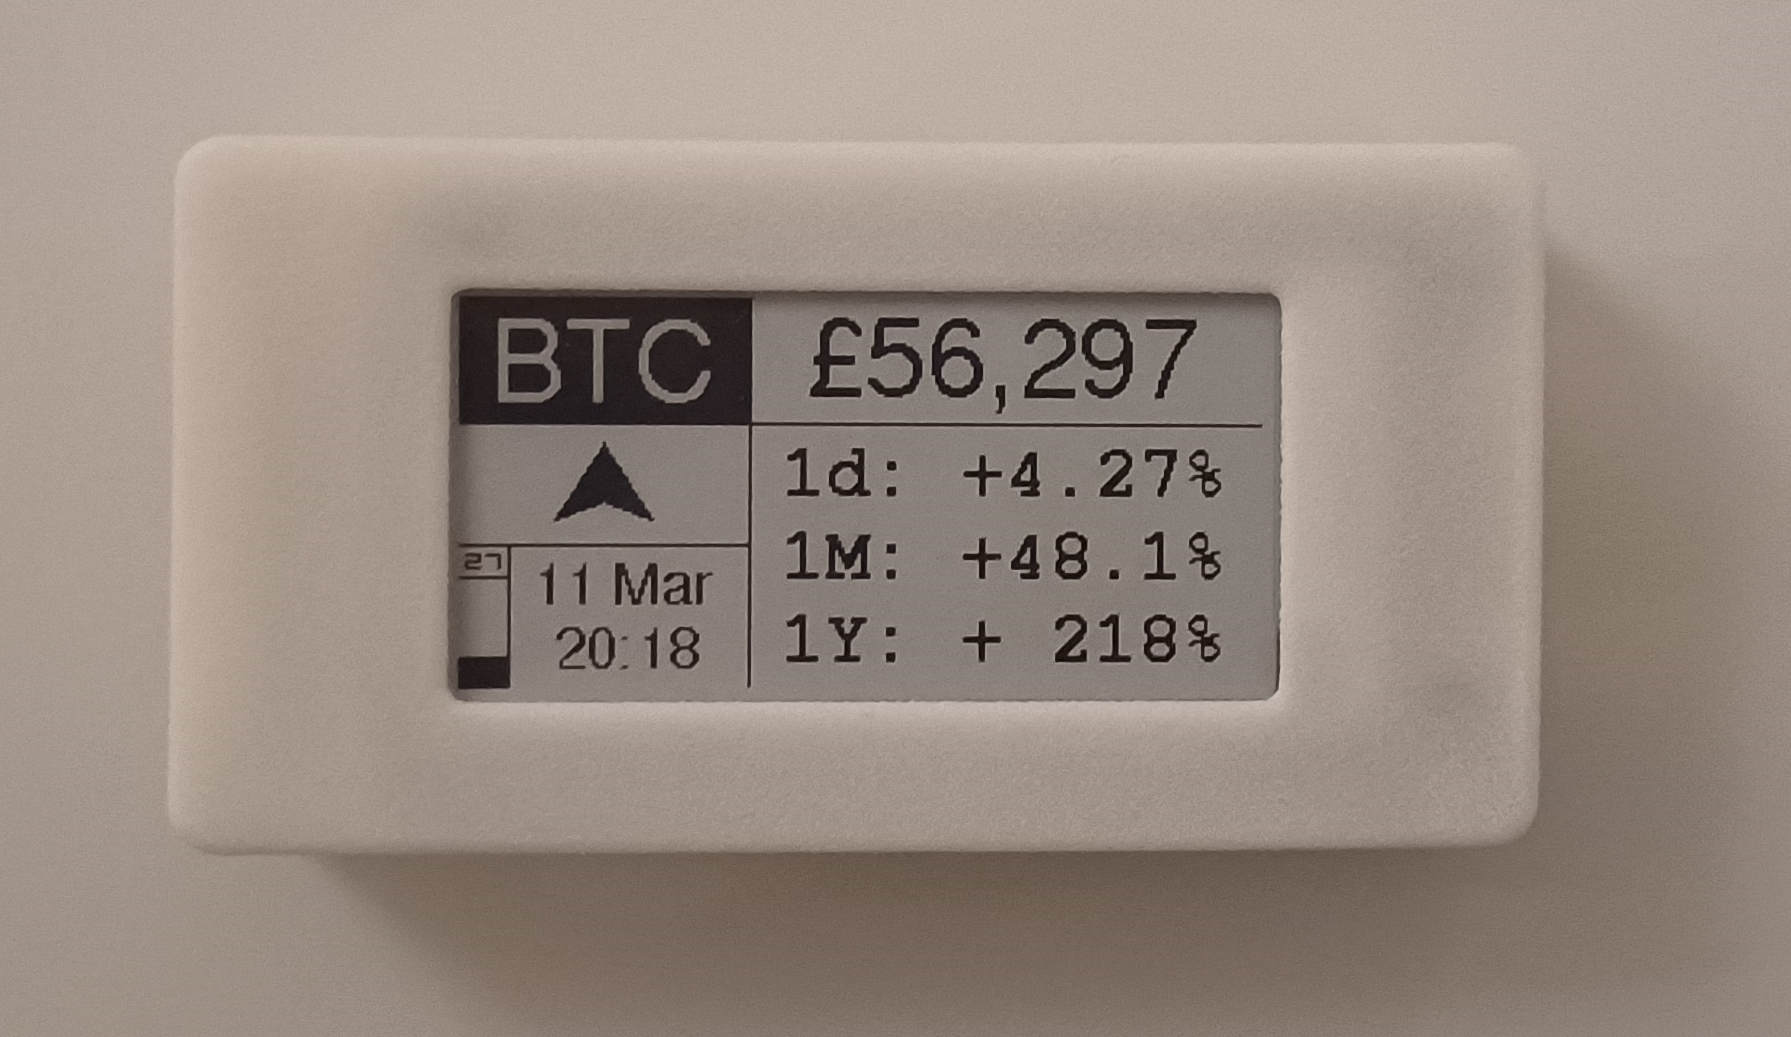 BTC
£56,297
1d: +4.27%
1M: +48.1%
1Y: + 218%
27
11 Mar
20:18